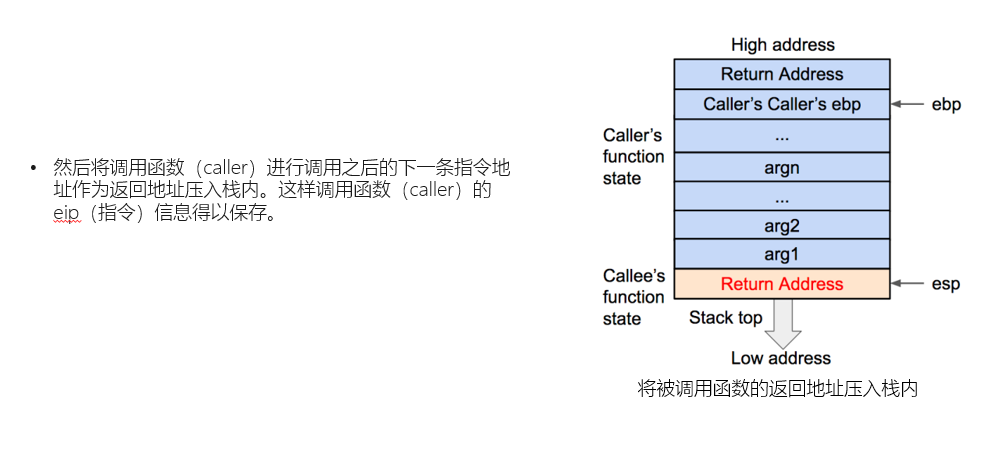 • 然后将调用函数（caller）进行调用之后的下一条指令地
址作为返回地址压入栈内。这样调用函数（caller）的
eip（指令）信息得以保存。
High address
Return Address
Caller’s Caller’s ebp
ebp
...
Caller’s
function
state
argn
...
arg2
arg1
Callee’s
function
state
Return Address
esp
Stack top
Low address
将被调用函数的返回地址压入栈内